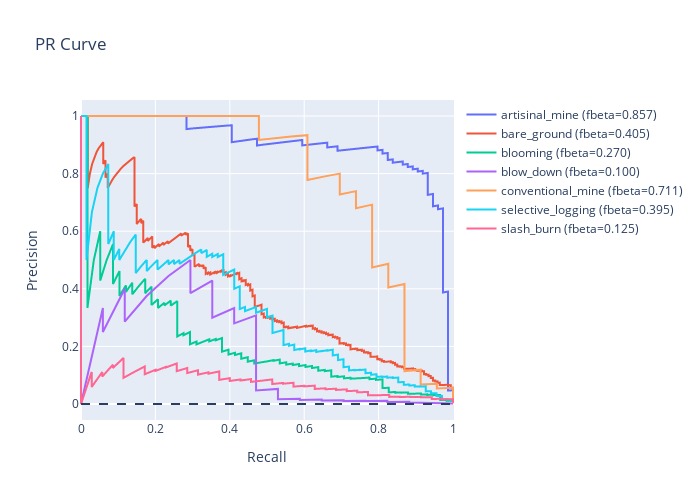 PR Curve
artisinal_mine (fbeta=0.857)
bare_ground (fbeta=0.405)
blooming (fbeta=0.270)
blow_down (fbeta=0.100)
conventional_mine (fbeta=0.711)
selective_logging (fbeta=0.395)
slash_burn (fbeta=0.125)
Precision
1
0.8
0.6
0.4
0.2
0
0 0.2 0.4 0.6 0.8 1
Recall